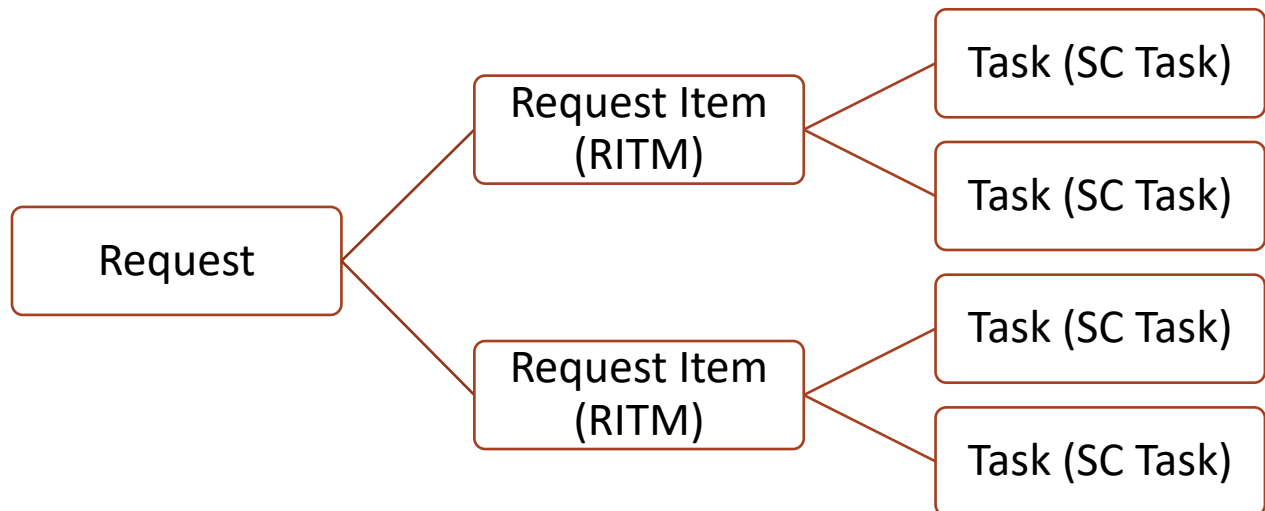 Request
Request Item
(RITM)
Task (SC Task)
Task (SC Task)
Request Item
(RITM)
Task (SC Task)
Task (SC Task)